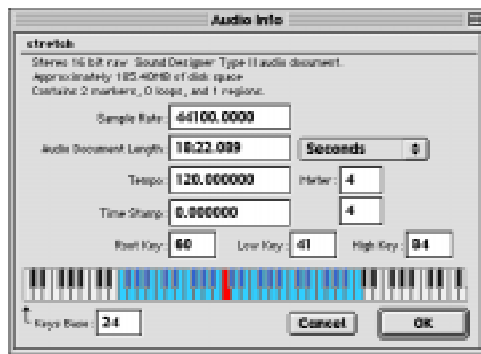 Audio Info
stretch
Stereo 16 bit raw Sound Designer Type II audio document.
Approximately 185.40MB of disk space
Contains 2 markers, 0 loops, and 1 regions.
Sample Rate: 44100.0000
Audio Document Length: 18:22.089 Seconds
Tempo: 120.000000 Meter: 4
Time Stamp: 0.000000 4
Root Key: 60 Low Key: 41 High Key: 84
Keys Base: 24 Cancel OK